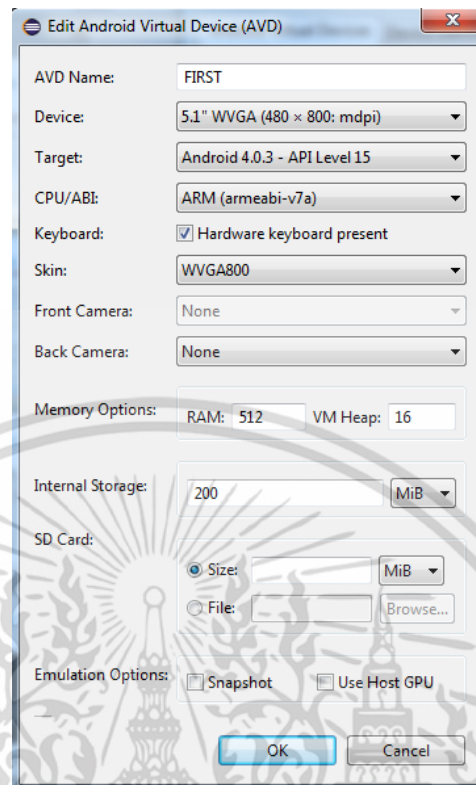 Edit Android Virtual Device (AVD)
AVD Name: FIRST
Device: 5.1" WVGA (480 × 800: mdpi)
Target: Android 4.0.3 - API Level 15
CPU/ABI: ARM (armeabi-v7a)
Keyboard: Hardware keyboard present
Skin: WVGA800
Front Camera: None
Back Camera: None
Memory Options: RAM: 512 VM Heap: 16
Internal Storage: 200 MiB
SD Card:
Size: MiB
File: Browse...
Emulation Options: Snapshot Use Host GPU
OK Cancel